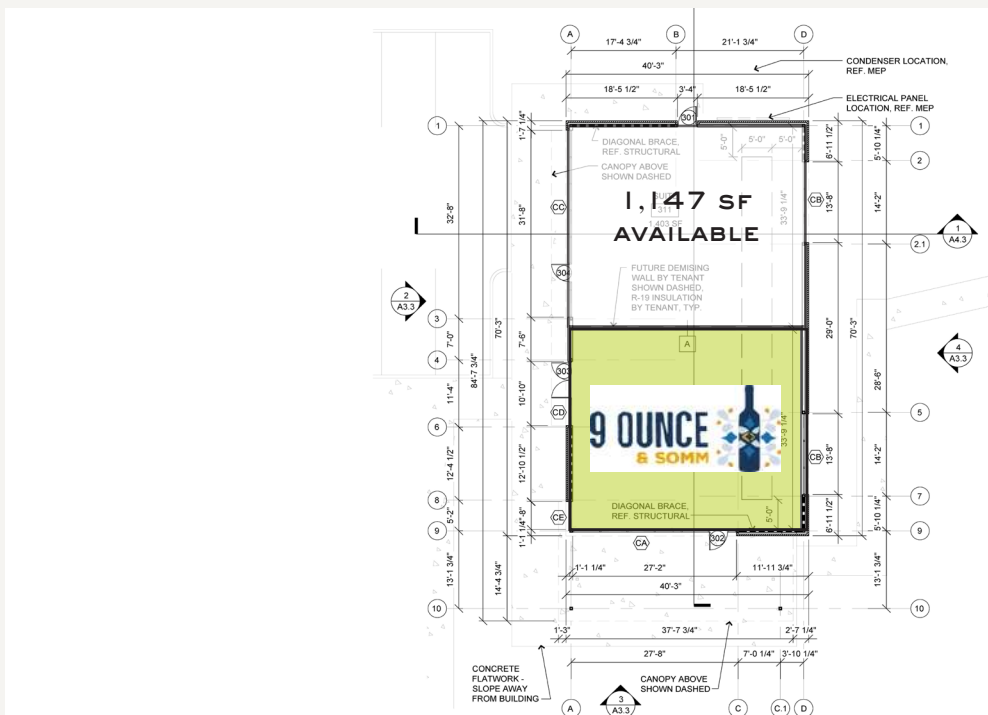 A
B
D
17'-4 3/4"
21'-1 3/4"
40'-3"
CONDENSER LOCATION,
REF. MEP
18'-5 1/2"
3'-4"
18'-5 1/2"
ELECTRICAL PANEL
LOCATION, REF. MEP
301
1
1
1'-7 1/4"
DIAGONAL BRACE,
REF. STRUCTURAL
5'-0"
5'-0"
5'-0"
6'-11 1/2"
5'-10 1/4"
2
CANOPY ABOVE
SHOWN DASHED
32'-8"
31'-8"
CC
1,147 SF
AVAILABLE
SUITE
311
1,403 SF
33'-9 1/4"
CB
13'-8"
14'-2"
1
A4.3
2.1
304
FUTURE DEMISING
WALL BY TENANT
SHOWN DASHED,
R-19 INSULATION
BY TENANT, TYP.
2
A3.3
3
7'-0"
70'-3"
7'-6"
29'-0"
70'-3"
A
4
84'-7 3/4"
303
4
A3.3
11'-4"
10'-10"
28'-6"
CD
5
9 OUNCE
& SOMM
33'-9 1/4"
6
12'-4 1/2"
12'-10 1/2"
CB
13'-8"
14'-2"
8
7
5'-2"
CE
DIAGONAL BRACE,
REF. STRUCTURAL
5'-0"
6'-11 1/2"
5'-10 1/4"
9
9
1'-1 1/4"
CA
302
13'-1 3/4"
14'-4 3/4"
1'-1 1/4"
27'-2"
11'-11 3/4"
13'-1 3/4"
40'-3"
10
10
1'-3"
37'-7 3/4"
2'-7 1/4"
27'-8"
7'-0 1/4"
3'-10 1/4"
CONCRETE
FLATWORK -
SLOPE AWAY
FROM BUILDING
CANOPY ABOVE
SHOWN DASHED
3
A3.3
A
C
C.1
D